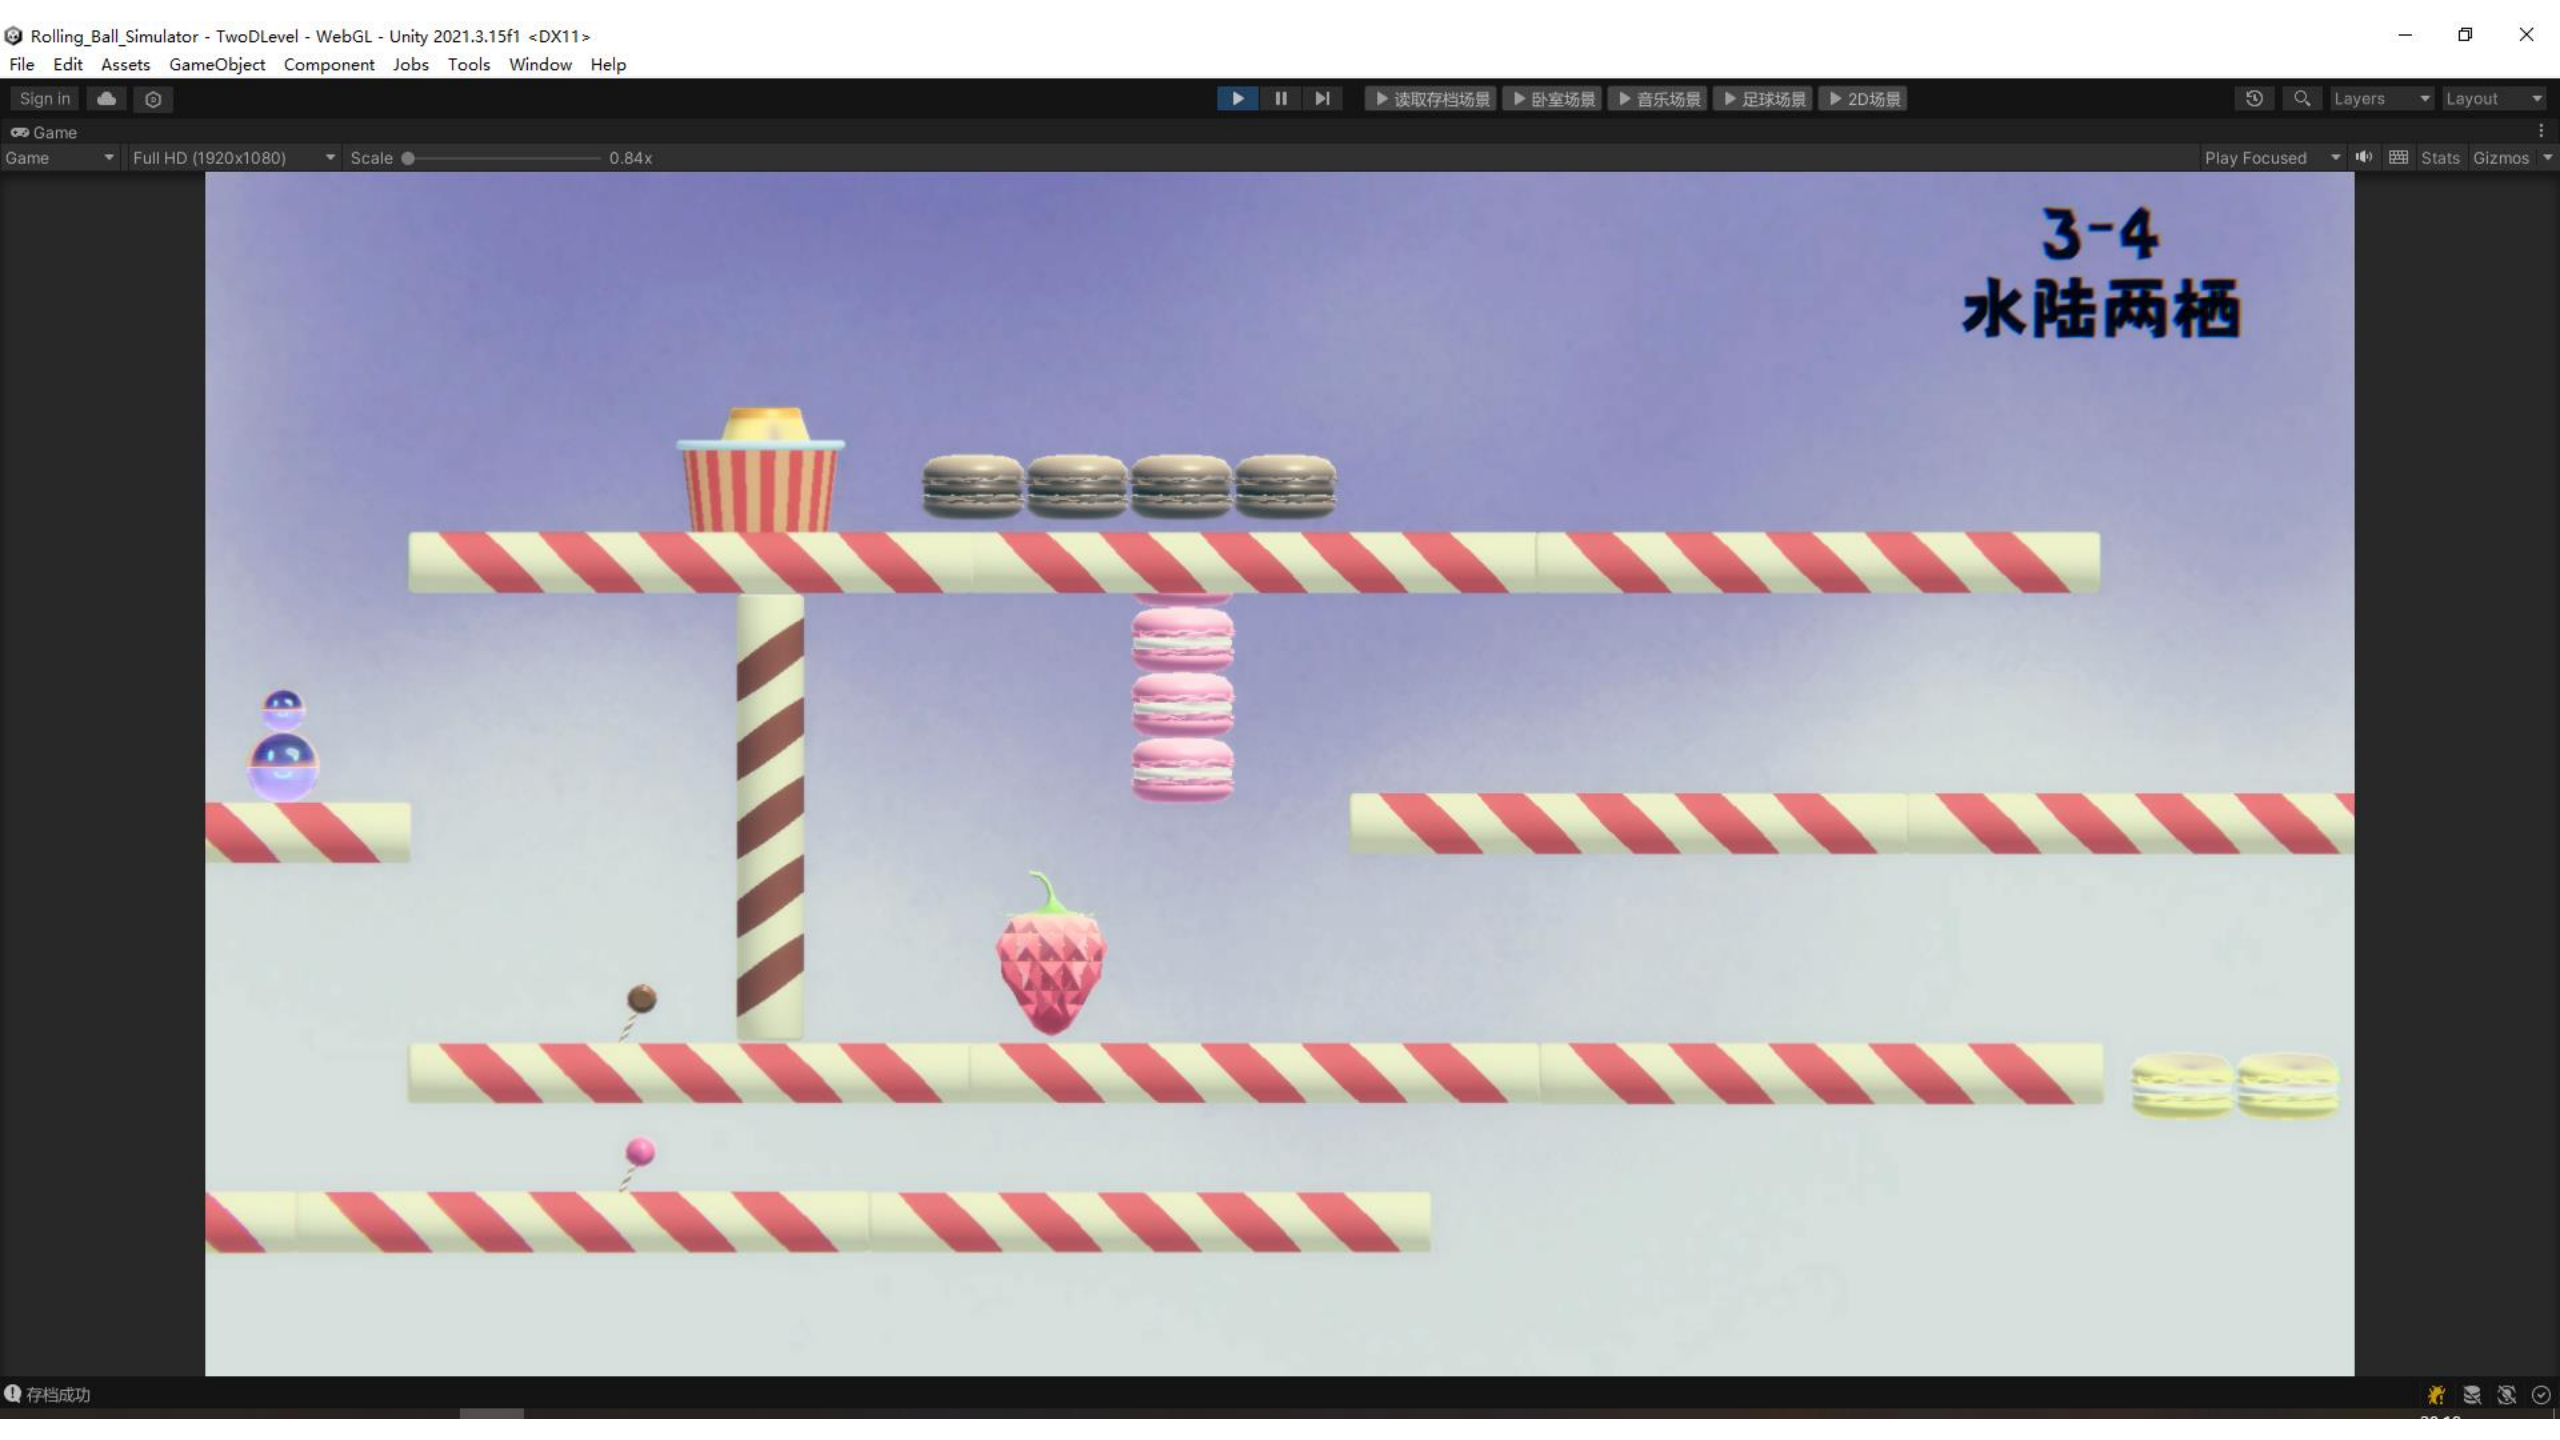 Rolling_Ball_Simulator - TwoDLevel - WebGL - Unity 2021.3.15f1 <DX11>
File Edit Assets GameObject Component Jobs Tools Window Help
Sign in 读取存档场景 卧室场景 音乐场景 足球场景 2D场景 Layers Layout
Game
Game Full HD (1920x1080) Scale 0.84x Play Focused Stats Gizmos
3-4
水陆两栖
存档成功